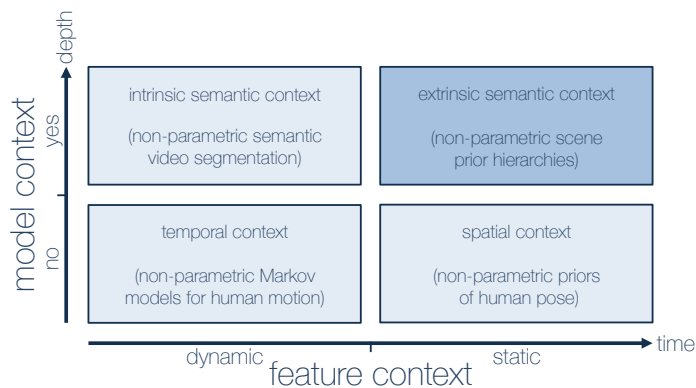 depth
model context
yes
no
intrinsic semantic context
(non-parametric semantic
video segmentation)
extrinsic semantic context
(non-parametric scene
prior hierarchies)
temporal context
(non-parametric Markov
models for human motion)
spatial context
(non-parametric priors
of human pose)
time
dynamic
static
feature context